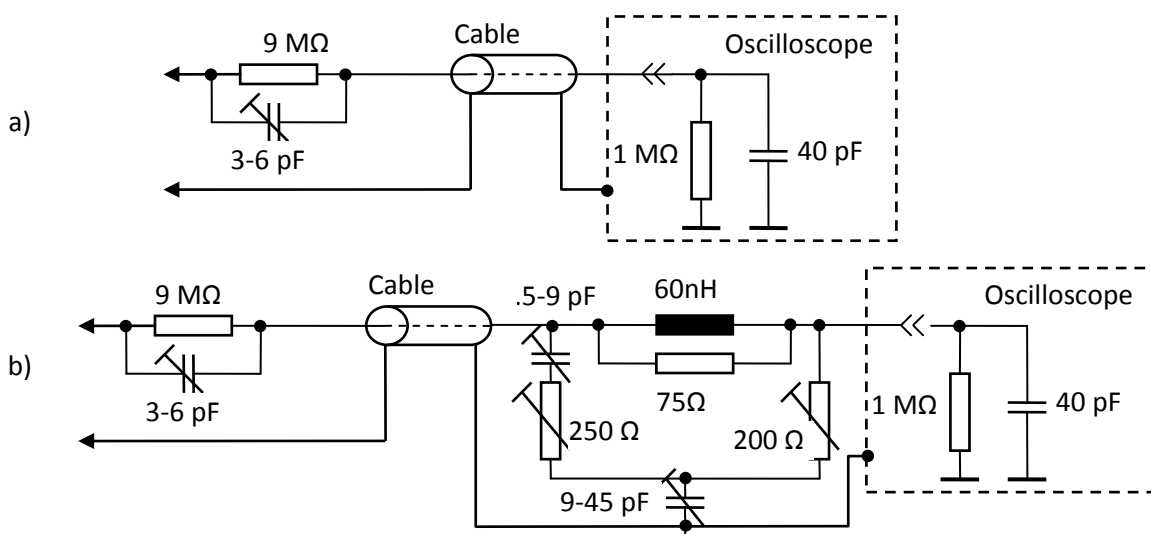 a)
9 MΩ
3-6 pF
Cable
Oscilloscope
1 MΩ
40 pF
b)
9 MΩ
3-6 pF
Cable
.5-9 pF
250 Ω
60nH
75Ω
200 Ω
9-45 pF
Oscilloscope
1 MΩ
40 pF